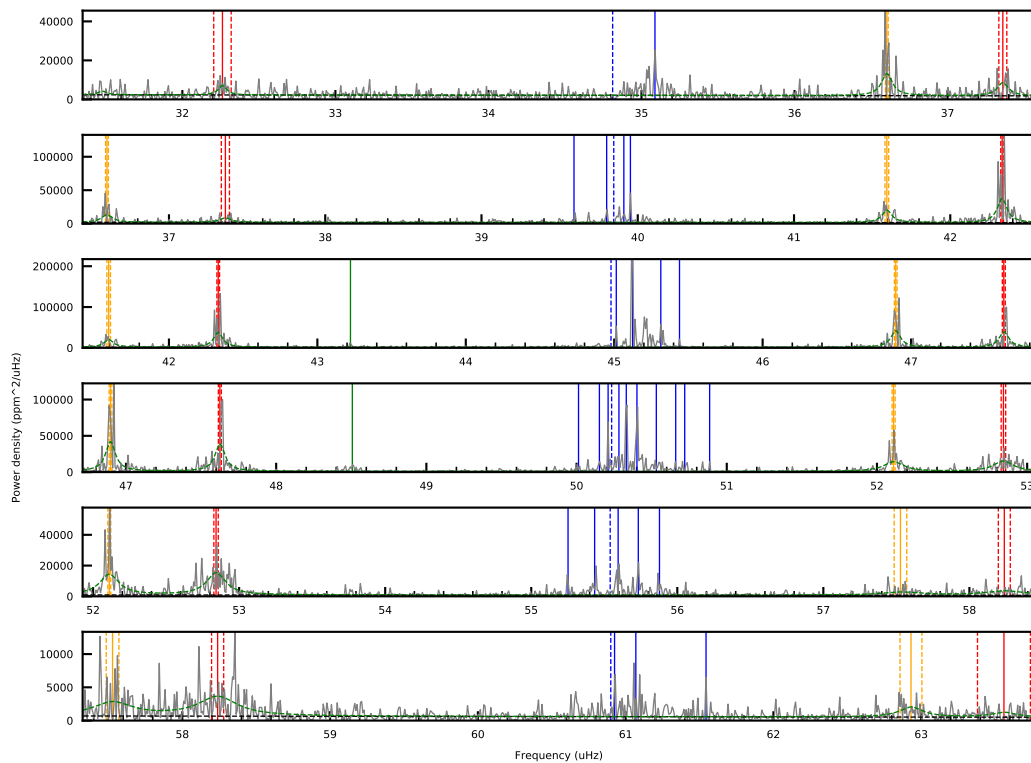 40000
20000
0
32 33 34 35 36 37
100000
50000
0
37 38 39 40 41 42
200000
100000
0
42 43 44 45 46 47
Power density (ppm^2/uHz)
100000
50000
0
47 48 49 50 51 52 53
40000
20000
0
52 53 54 55 56 57 58
10000
5000
0
58 59 60 61 62 63
Frequency (uHz)